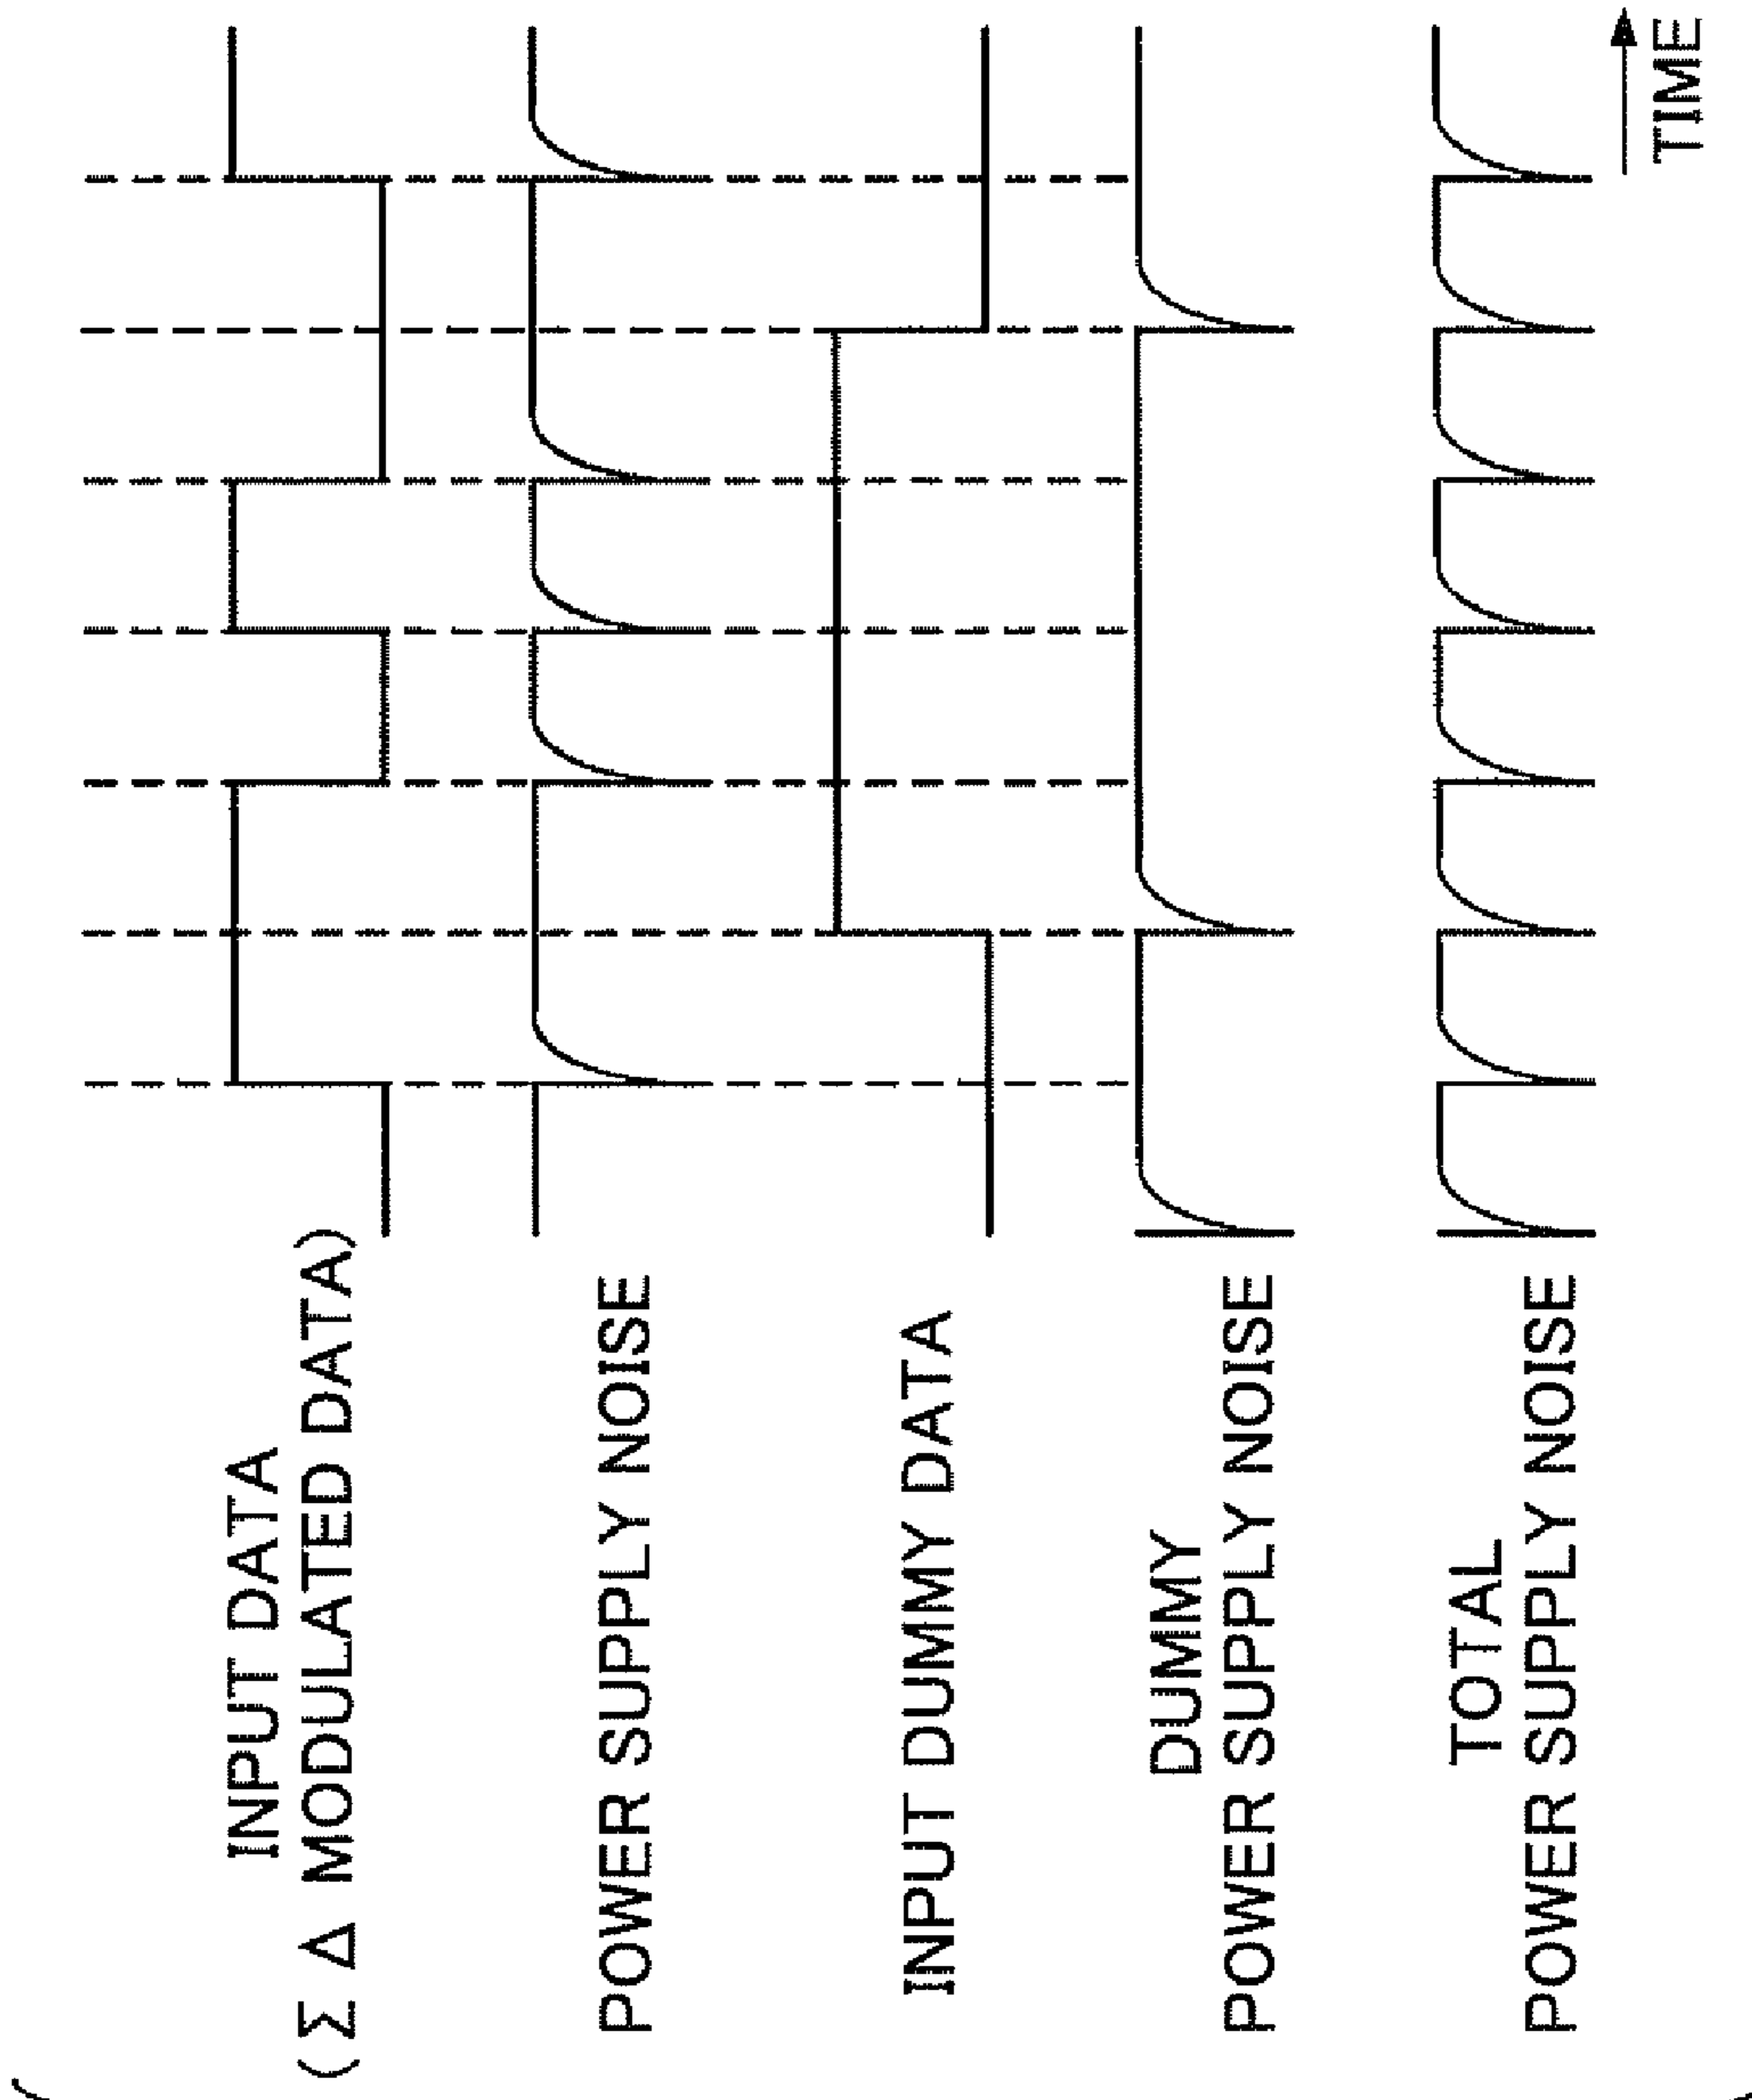 INPUT DATA
(Σ Δ MODULATED DATA)
POWER SUPPLY NOISE
INPUT DUMMY DATA
DUMMY
POWER SUPPLY NOISE
TOTAL
POWER SUPPLY NOISE
TIME